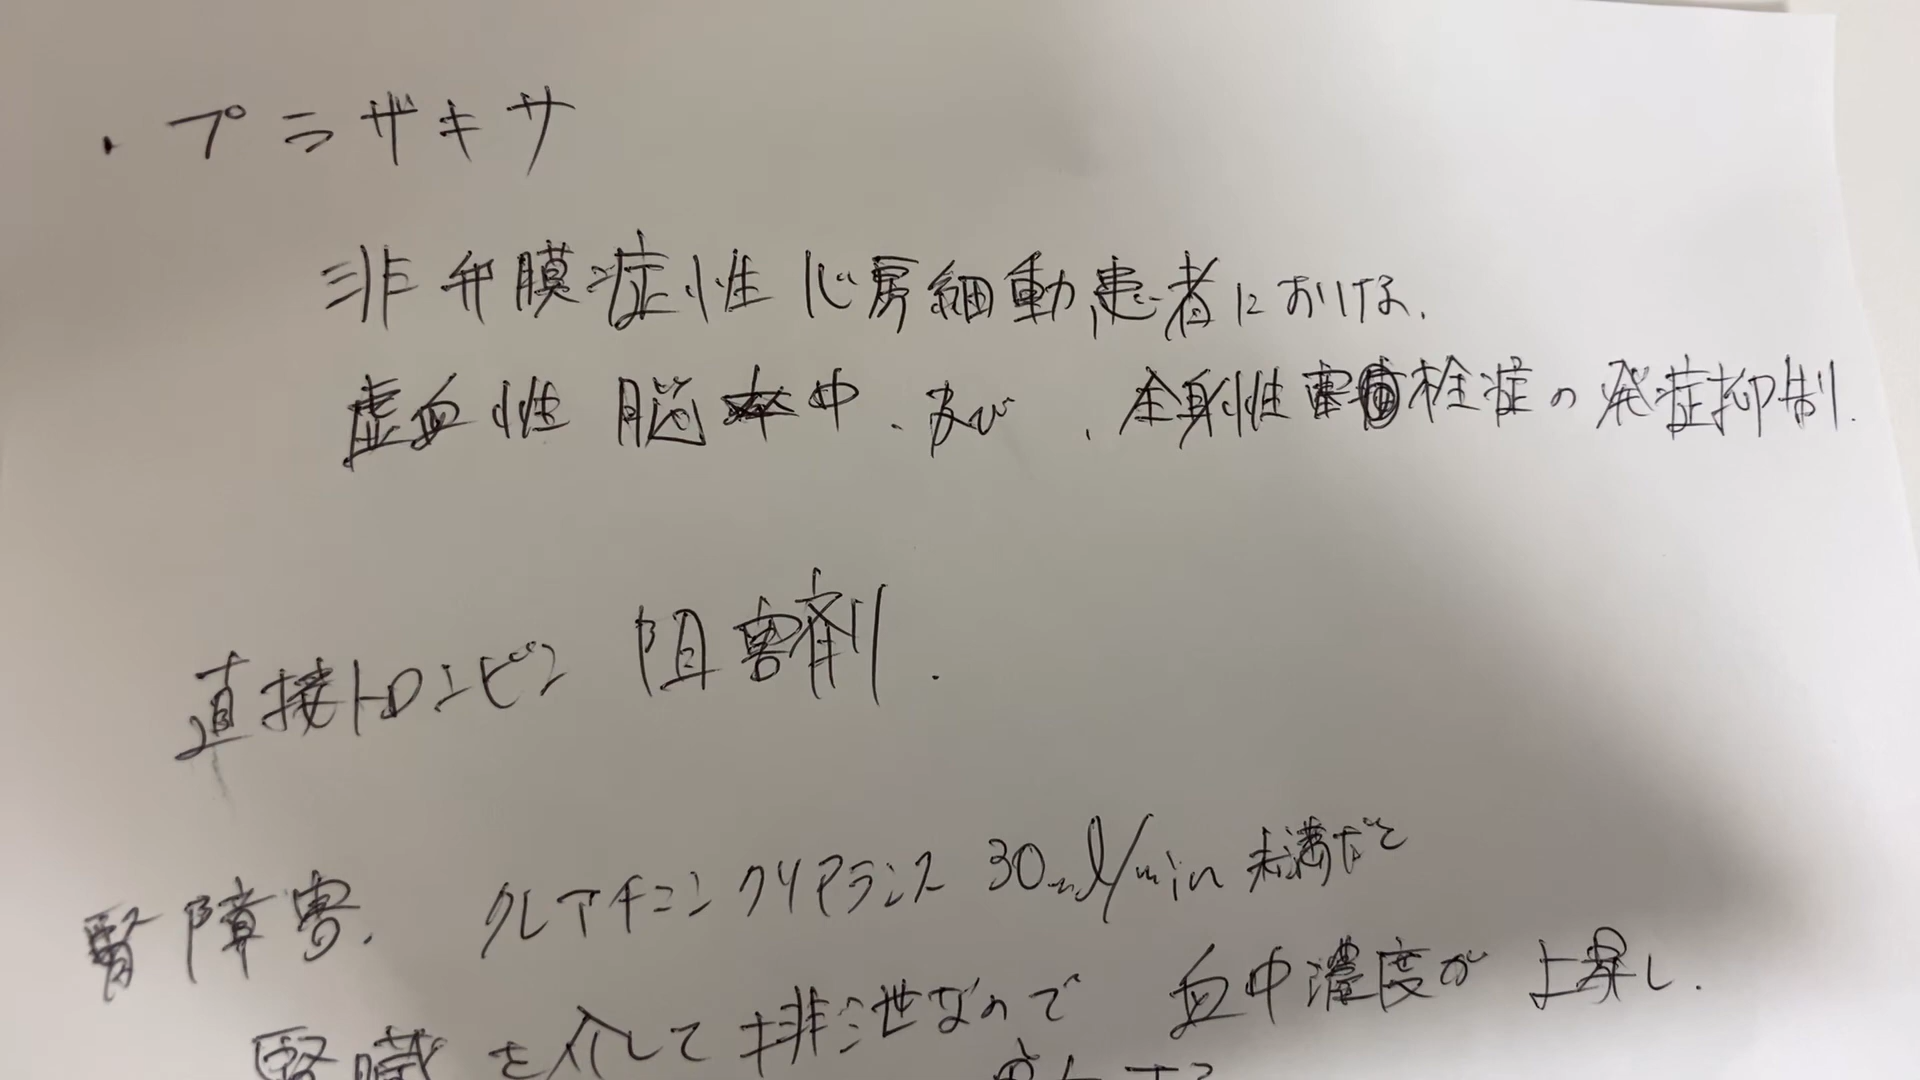 ・プラザキサ
非弁膜症性心房細動患者における、
虚血性脳卒中、及び、全身性塞栓症の発症抑制.
直接トロンビン阻害剤.
腎障害、クレアチニンクリアランス 30ml/min 未満だと
腎臓を介して排泄なので 血中濃度が上昇し.